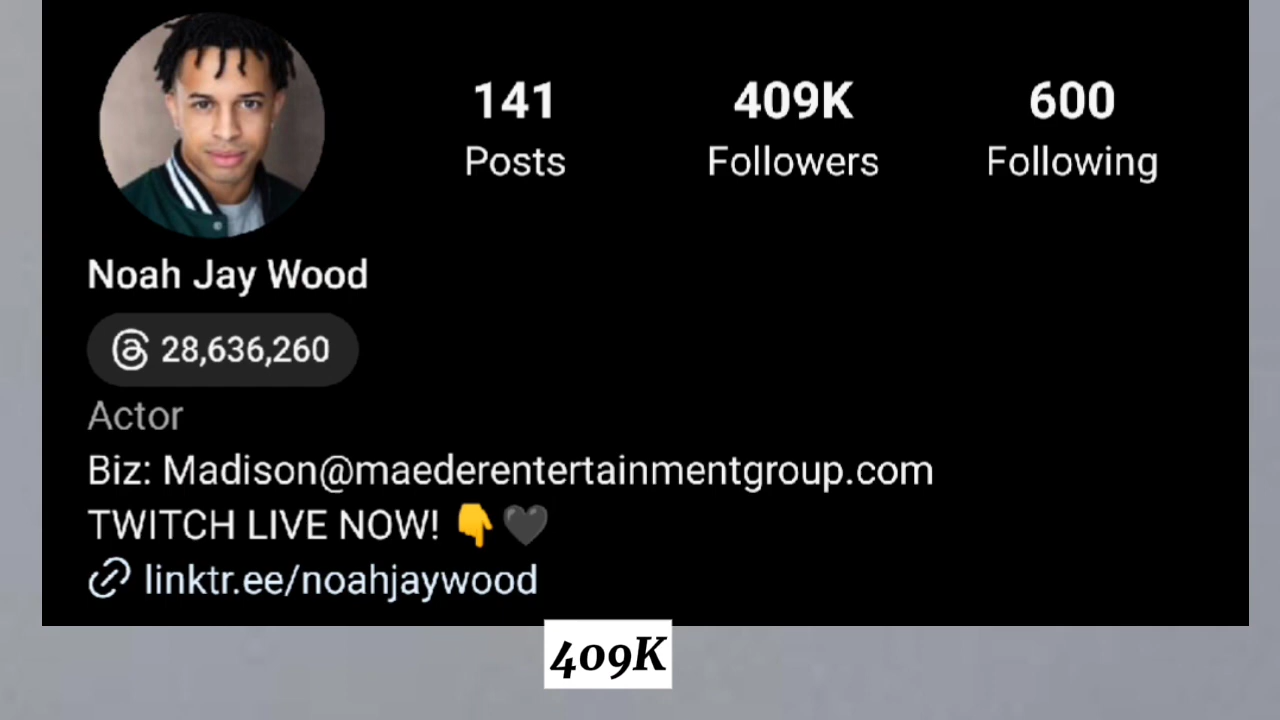 141 409K 600
Posts Followers Following
Noah Jay Wood
28,636,260
Actor
Biz: Madison@maederentertainmentgroup.com
TWITCH LIVE NOW! 👇🖤
linktr.ee/noahjaywood
409K